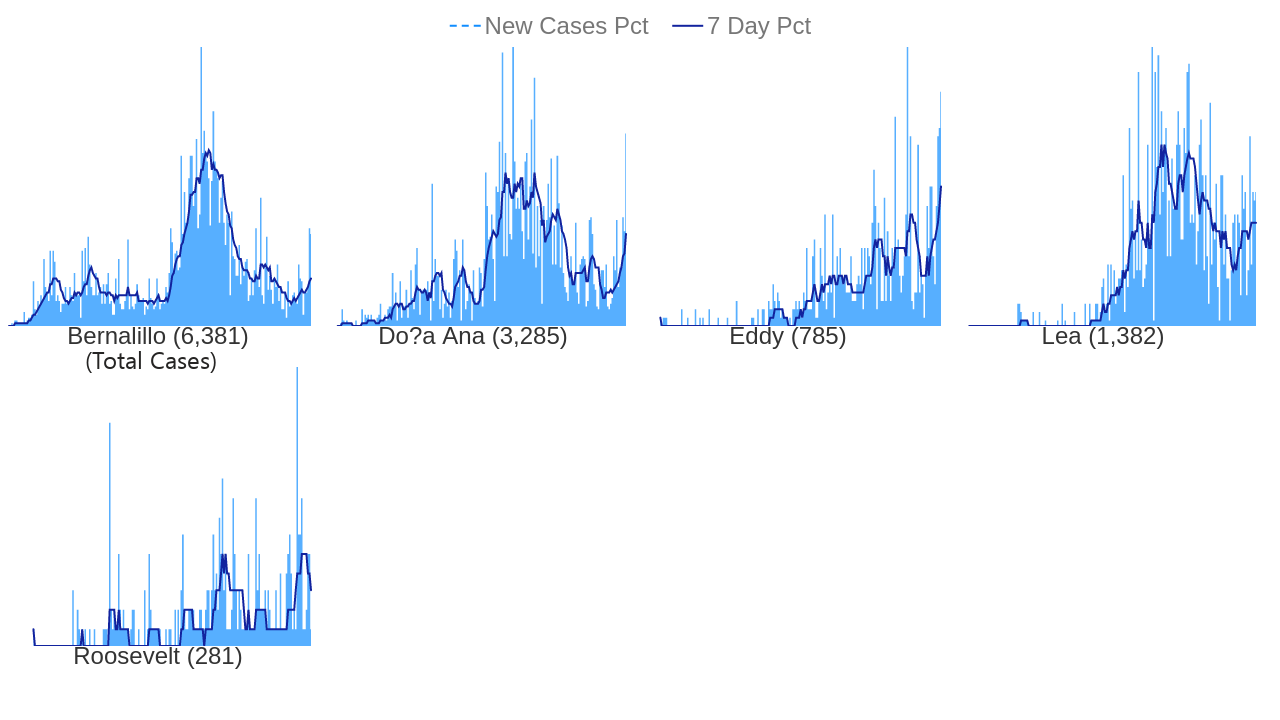 New Cases Pct 7 Day Pct
Bernalillo (6,381) Do?a Ana (3,285) Eddy (785) Lea (1,382)
(Total Cases)
Roosevelt (281)